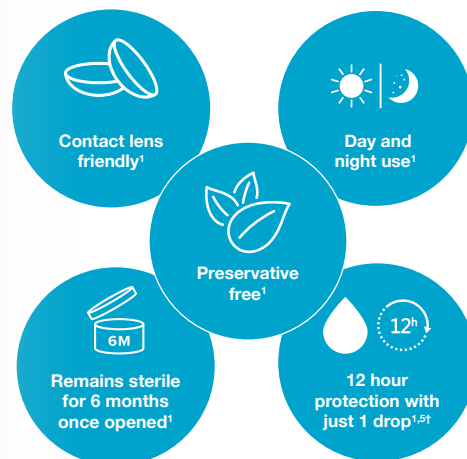 Contact lens
friendly¹
Day and
night use¹
Preservative
free¹
6M
Remains sterile
for 6 months
once opened¹
12ʰ
12 hour
protection with
just 1 drop¹,⁵†